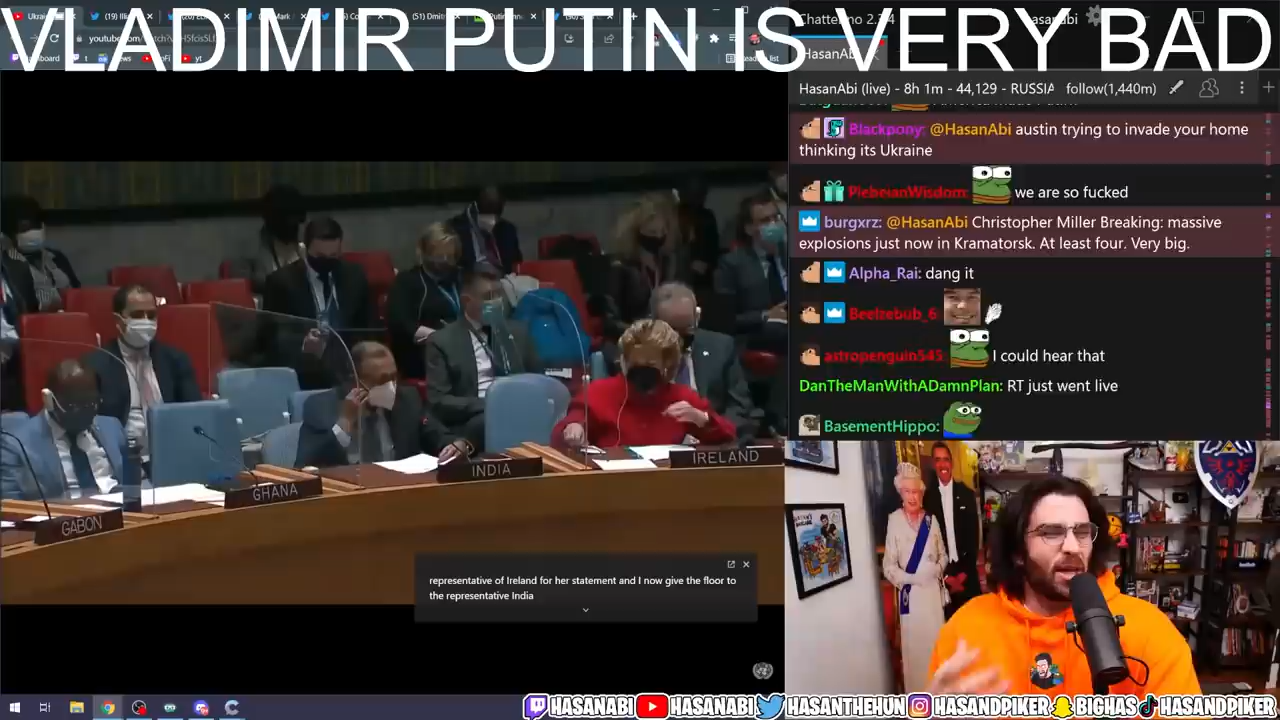 VLADIMIR PUTIN IS VERY BAD
HasanAbi
HasanAbi (live) - 8h 1m - 44,129 - RUSSIA
follow(1,440m)
Blackpony: @HasanAbi austin trying to invade your home
thinking its Ukraine
PlebeianWisdom: we are so fucked
burgxrz: @HasanAbi Christopher Miller Breaking: massive
explosions just now in Kramatorsk. At least four. Very big.
Alpha_Rai: dang it
Beelzebub_6
astropenguin545 I could hear that
DanTheManWithADamnPlan: RT just went live
BasementHippo:
GABON
GHANA
INDIA
IRELAND
representative of Ireland for her statement and I now give the floor to
the representative India
HASANABI HASANABI HASANTHEHUN HASANDPIKER BIGHAS HASANDPIKER